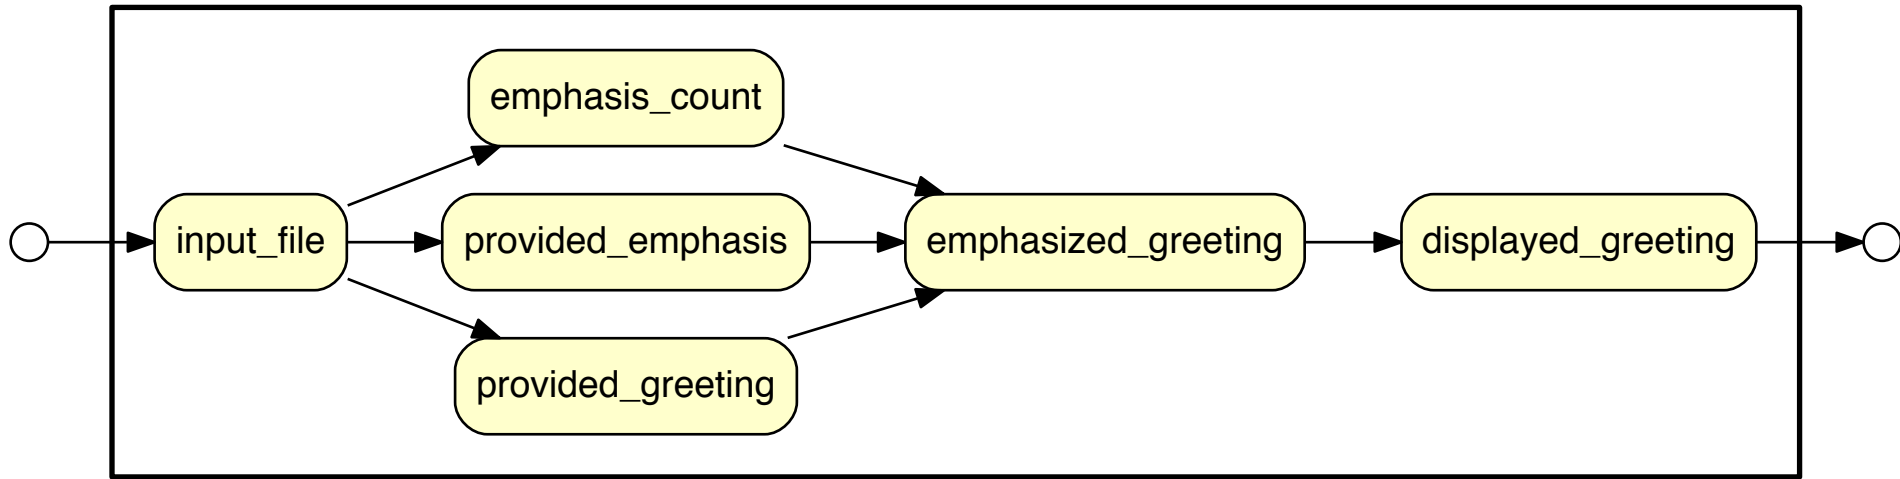 emphasis_count
input_file
provided_emphasis
emphasized_greeting
displayed_greeting
provided_greeting